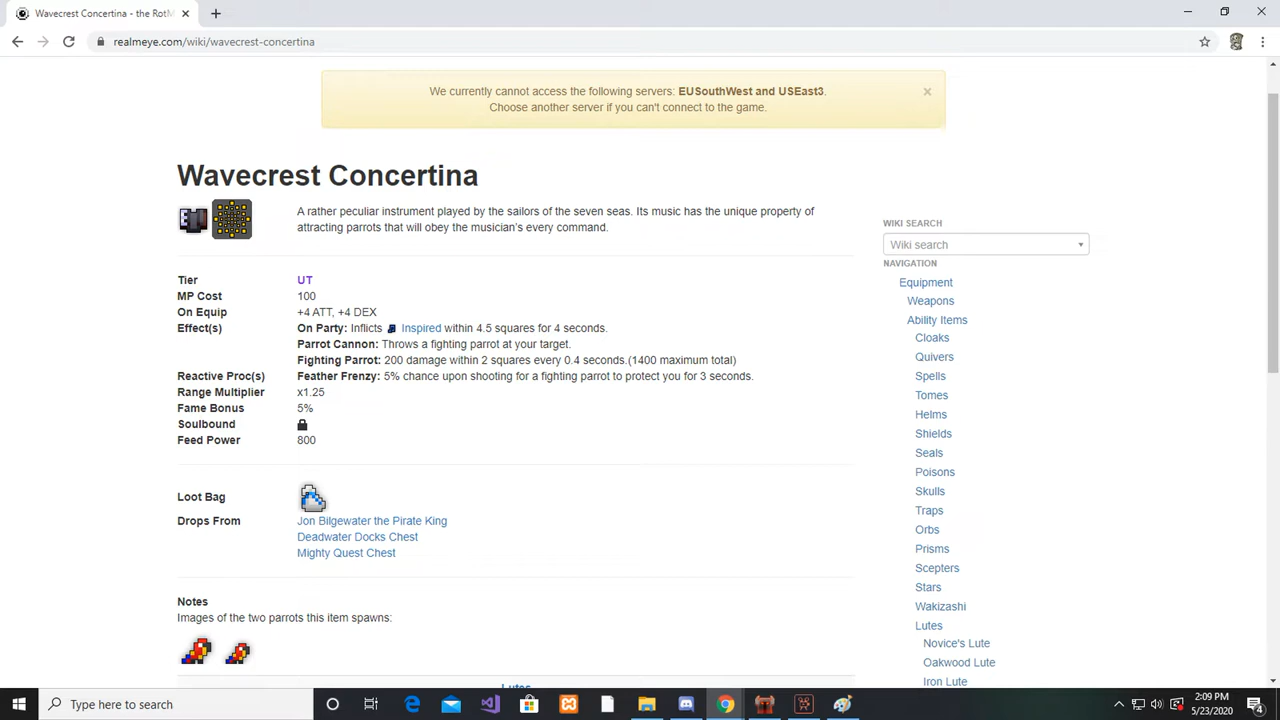 Wavecrest Concertina - the RotM
realmeye.com/wiki/wavecrest-concertina
We currently cannot access the following servers: EUSouthWest and USEast3.
Choose another server if you can't connect to the game.
Wavecrest Concertina
A rather peculiar instrument played by the sailors of the seven seas. Its music has the unique property of
attracting parrots that will obey the musician's every command.
Tier UT
MP Cost 100
On Equip +4 ATT, +4 DEX
Effect(s) On Party: Inflicts Inspired within 4.5 squares for 4 seconds.
Parrot Cannon: Throws a fighting parrot at your target.
Fighting Parrot: 200 damage within 2 squares every 0.4 seconds.(1400 maximum total)
Reactive Proc(s) Feather Frenzy: 5% chance upon shooting for a fighting parrot to protect you for 3 seconds.
Range Multiplier x1.25
Fame Bonus 5%
Soulbound
Feed Power 800
Loot Bag
Drops From Jon Bilgewater the Pirate King
Deadwater Docks Chest
Mighty Quest Chest
Notes
Images of the two parrots this item spawns:
Lutes
WIKI SEARCH
Wiki search
NAVIGATION
Equipment
Weapons
Ability Items
Cloaks
Quivers
Spells
Tomes
Helms
Shields
Seals
Poisons
Skulls
Traps
Orbs
Prisms
Scepters
Stars
Wakizashi
Lutes
Novice's Lute
Oakwood Lute
Iron Lute
Type here to search
2:09 PM
5/23/2020
4